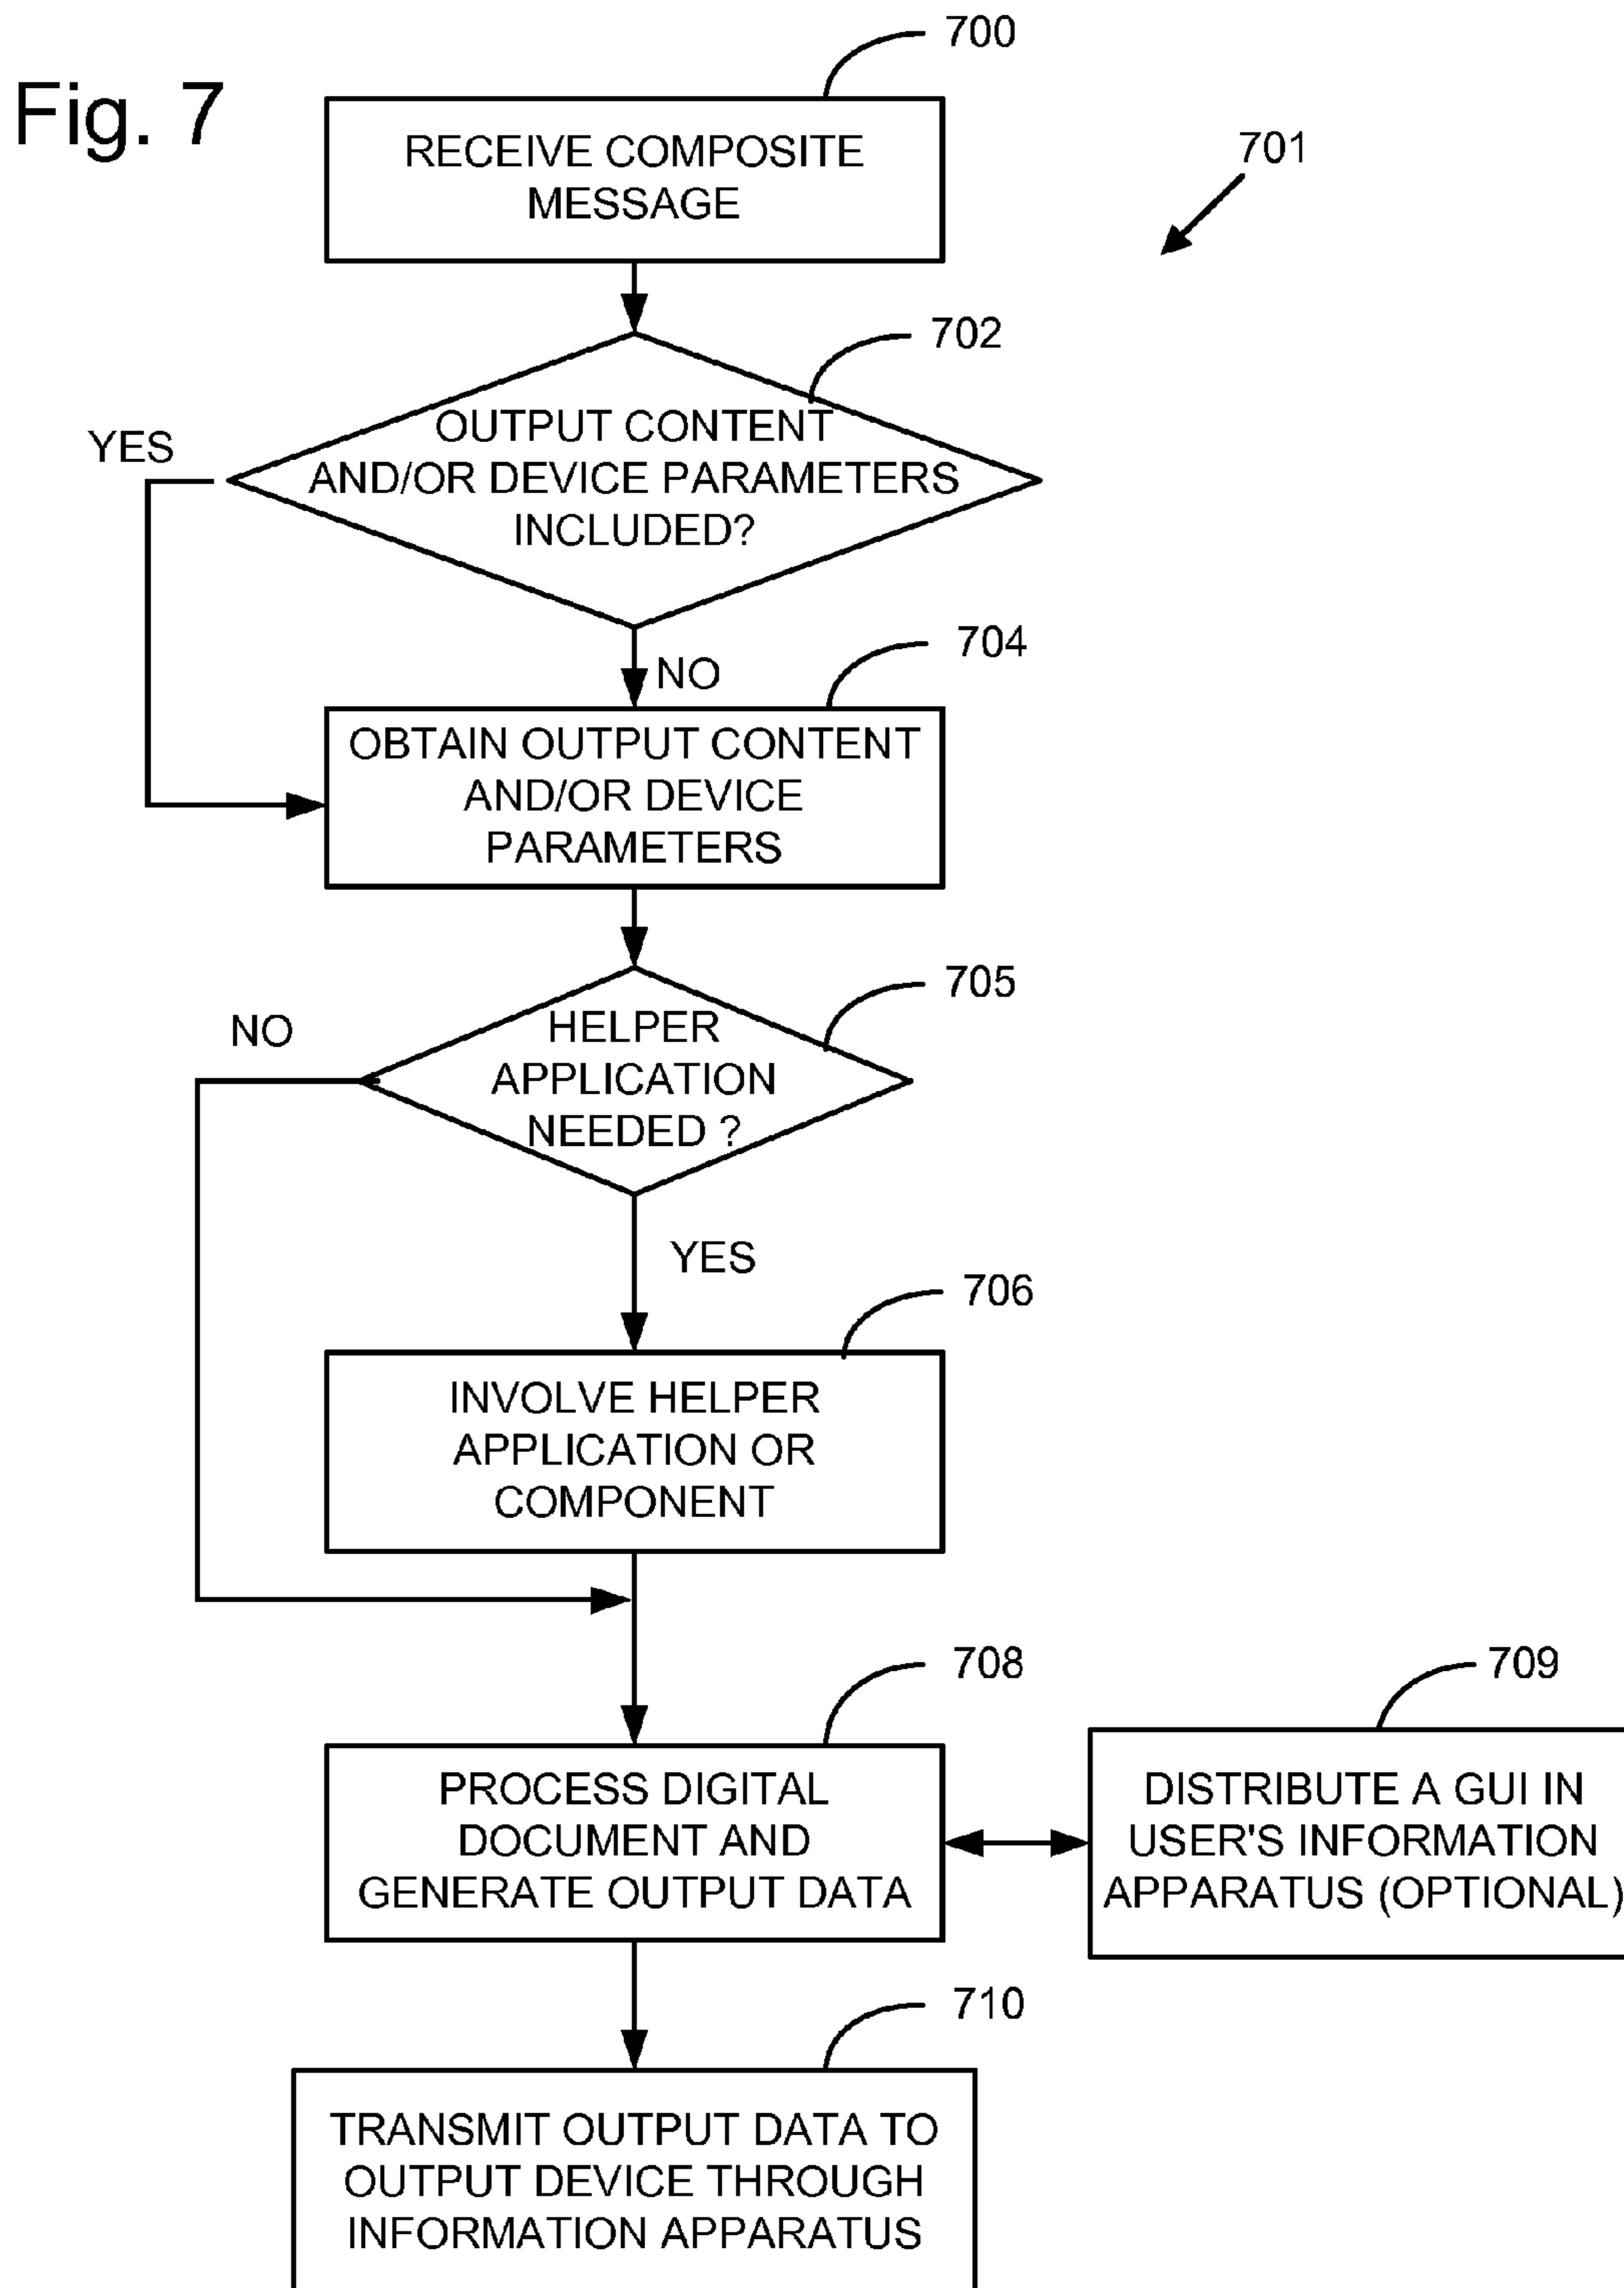 Fig. 7
700
RECEIVE COMPOSITE
MESSAGE
701
702
OUTPUT CONTENT
AND/OR DEVICE PARAMETERS
INCLUDED?
YES
NO
704
OBTAIN OUTPUT CONTENT
AND/OR DEVICE
PARAMETERS
705
HELPER
APPLICATION
NEEDED ?
NO
YES
706
INVOLVE HELPER
APPLICATION OR
COMPONENT
708
PROCESS DIGITAL
DOCUMENT AND
GENERATE OUTPUT DATA
709
DISTRIBUTE A GUI IN
USER'S INFORMATION
APPARATUS (OPTIONAL)
710
TRANSMIT OUTPUT DATA TO
OUTPUT DEVICE THROUGH
INFORMATION APPARATUS